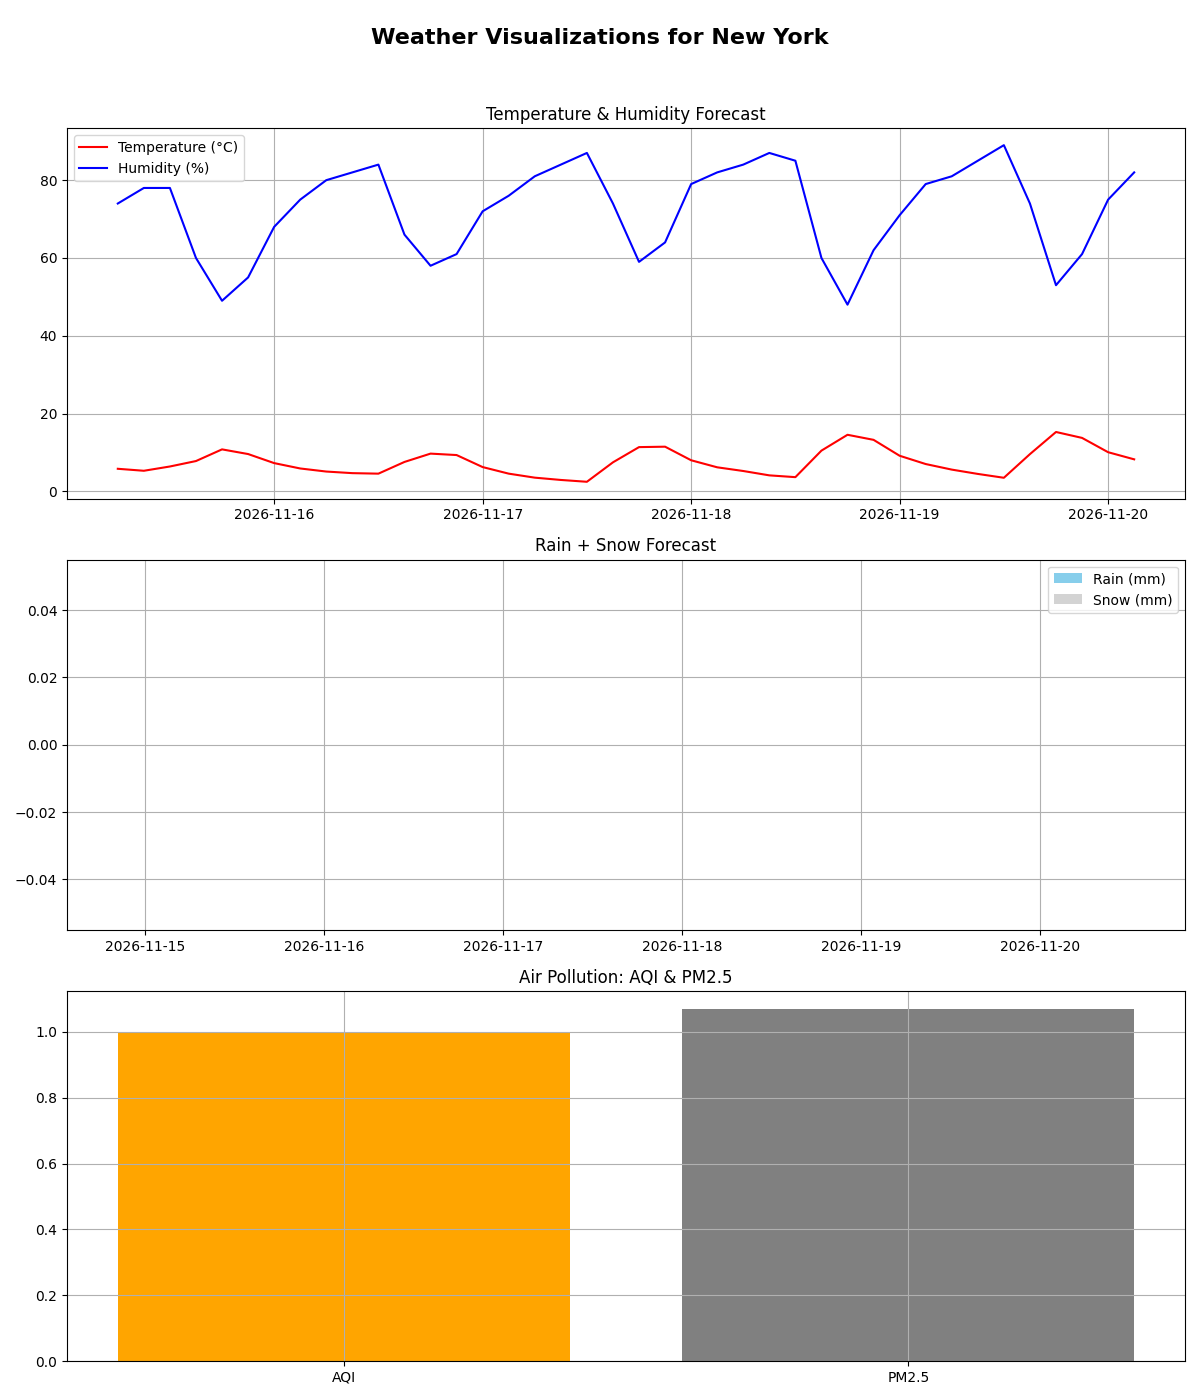 Weather Visualizations for New York
Temperature & Humidity Forecast
Temperature (°C)
Humidity (%)
80
60
40
20
0
2026-11-16 2026-11-17 2026-11-18 2026-11-19 2026-11-20
Rain + Snow Forecast
Rain (mm)
Snow (mm)
0.04
0.02
0.00
−0.02
−0.04
2026-11-15 2026-11-16 2026-11-17 2026-11-18 2026-11-19 2026-11-20
Air Pollution: AQI & PM2.5
1.0
0.8
0.6
0.4
0.2
0.0
AQI PM2.5